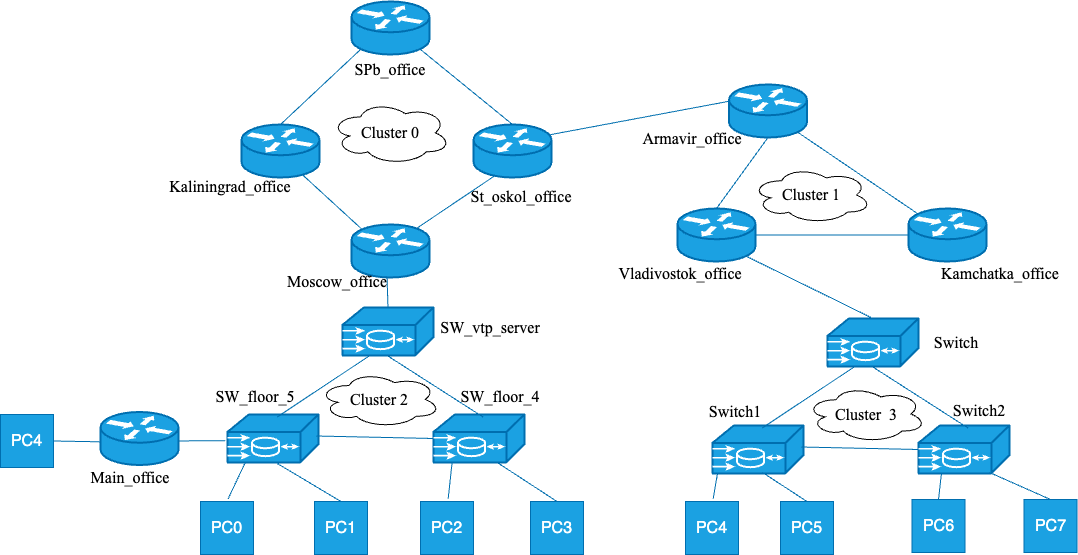 SPb_office
Cluster 0
Armavir_office
Kaliningrad_office
St_oskol_office
Cluster 1
Moscow_office
Vladivostok_office
Kamchatka_office
SW_vtp_server
Switch
SW_floor_5
Cluster 2
SW_floor_4
Switch1
Cluster 3
Switch2
PC4
Main_office
PC0
PC1
PC2
PC3
PC4
PC5
PC6
PC7